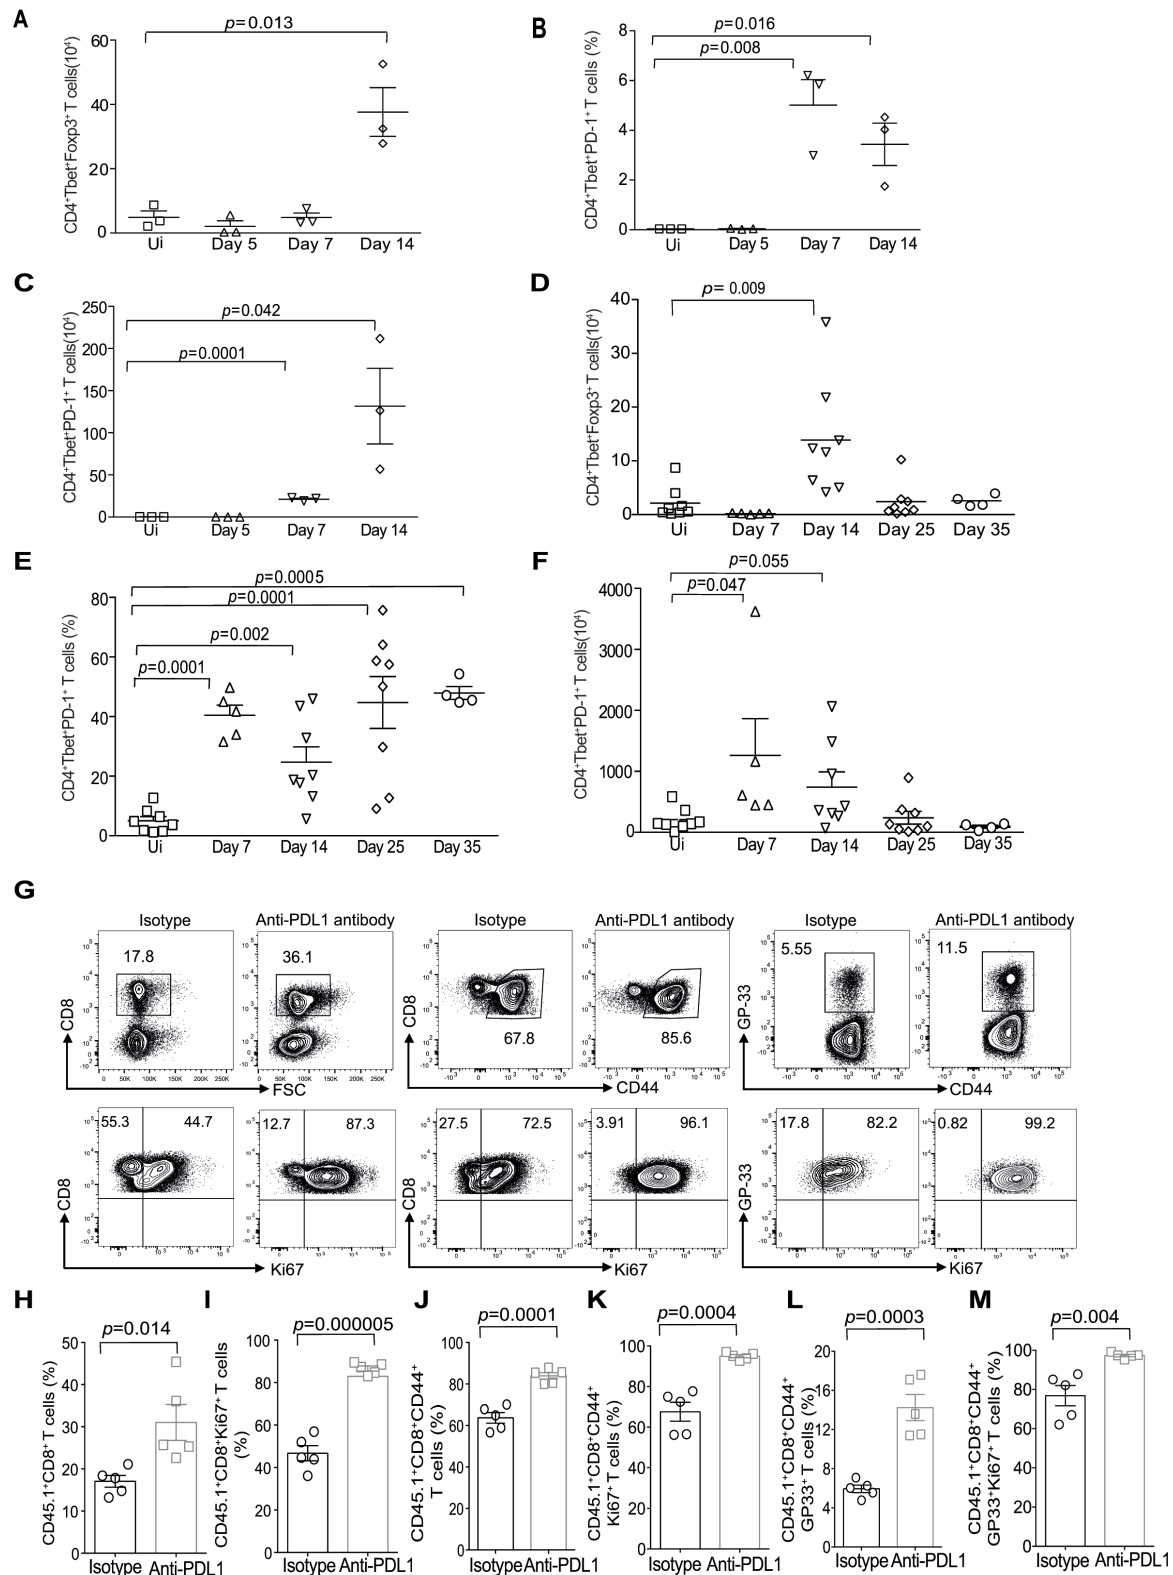 A
p=0.013
CD4⁺Tbet⁺Foxp3⁺ T cells(10⁴)
60
40
20
0
Ui Day 5 Day 7 Day 14
B
p=0.016
p=0.008
CD4⁺Tbet⁺PD-1⁺ T cells (%)
8
6
4
2
0
Ui Day 5 Day 7 Day 14
C
p=0.042
p=0.0001
CD4⁺Tbet⁺PD-1⁺ T cells(10⁴)
250
200
150
100
50
0
Ui Day 5 Day 7 Day 14
D
p= 0.009
CD4⁺Tbet⁺Foxp3⁺ T cells(10⁴)
40
30
20
10
0
Ui Day 7 Day 14 Day 25 Day 35
E
p=0.0005
p=0.0001
p=0.002
p=0.0001
CD4⁺Tbet⁺PD-1⁺ T cells (%)
80
60
40
20
0
Ui Day 7 Day 14 Day 25 Day 35
F
p=0.055
p=0.047
CD4⁺Tbet⁺PD-1⁺ T cells(10⁴)
4000
3000
2000
1000
0
Ui Day 7 Day 14 Day 25 Day 35
G
Isotype Anti-PDL1 antibody Isotype Anti-PDL1 antibody Isotype Anti-PDL1 antibody
17.8 36.1 67.8 85.6 5.55 11.5
CD8 CD8 GP-33
0 50K 100K 150K 200K 250K
50K 100K 150K 200K 250K
FSC CD44 CD44
55.3 44.7 12.7 87.3 27.5 72.5 3.91 96.1 17.8 82.2 0.82 99.2
CD8 CD8 GP-33
Ki67 Ki67 Ki67
H
p=0.014
CD45.1⁺CD8⁺T cells (%)
50
40
30
20
10
0
Isotype Anti-PDL1
I
p=0.000005
CD45.1⁺CD8⁺Ki67⁺ T cells
(%)
100
80
60
40
20
0
Isotype Anti-PDL1
J
p=0.0001
CD45.1⁺CD8⁺CD44⁺
T cells (%)
100
80
60
40
20
0
Isotype Anti-PDL1
K
p=0.0004
CD45.1⁺CD8⁺CD44⁺
Ki67⁺ T cells (%)
100
80
60
40
20
0
Isotype Anti-PDL1
L
p=0.0003
CD45.1⁺CD8⁺CD44⁺
GP33⁺ T cells (%)
20
16
12
8
4
0
Isotype Anti-PDL1
M
p=0.004
CD45.1⁺CD8⁺CD44⁺
GP33⁺Ki67⁺ T cells (%)
100
80
60
40
20
0
Isotype Anti-PDL1